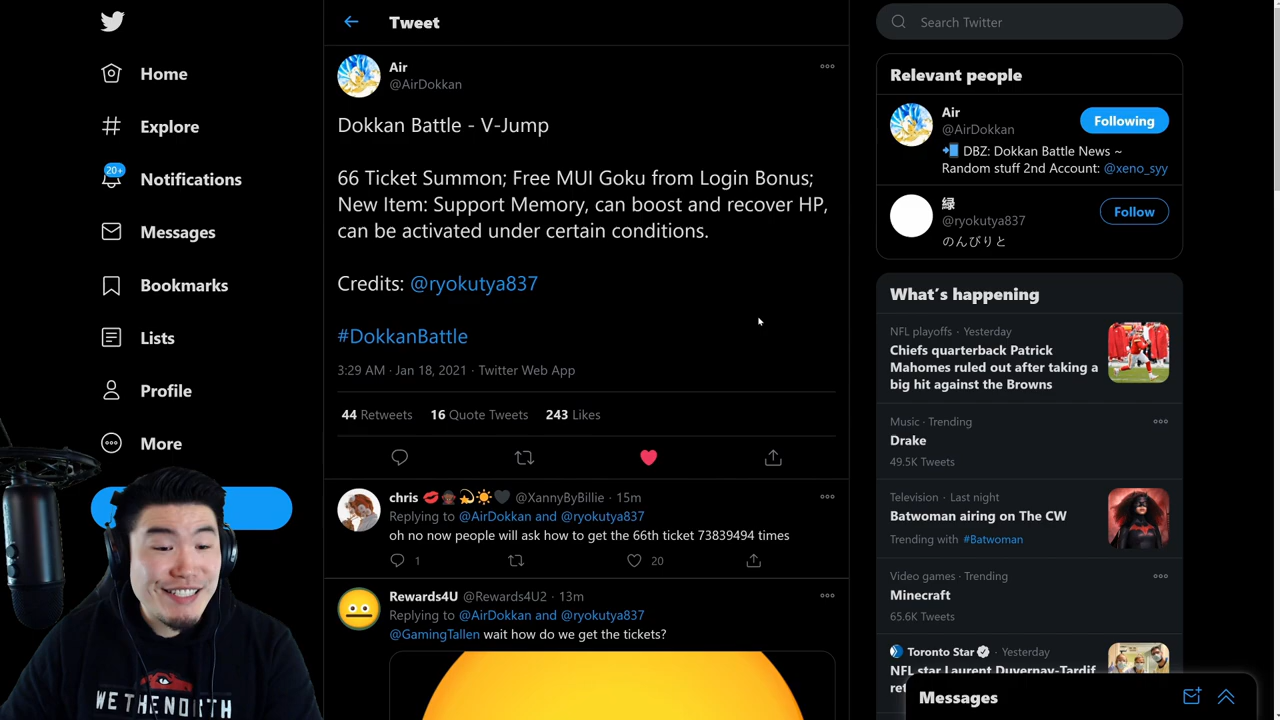 Home
Explore
20+
Notifications
Messages
Bookmarks
Lists
Profile
More
WE THE NORTH
Tweet
Air
@AirDokkan
Dokkan Battle - V-Jump
66 Ticket Summon; Free MUI Goku from Login Bonus;
New Item: Support Memory, can boost and recover HP,
can be activated under certain conditions.
Credits: @ryokutya837
#DokkanBattle
3:29 AM · Jan 18, 2021 · Twitter Web App
44 Retweets 16 Quote Tweets 243 Likes
chris @XannyByBillie · 15m
Replying to @AirDokkan and @ryokutya837
oh no now people will ask how to get the 66th ticket 73839494 times
1 20
Rewards4U @Rewards4U2 · 13m
Replying to @AirDokkan and @ryokutya837
@GamingTallen wait how do we get the tickets?
Search Twitter
Relevant people
Air
@AirDokkan
Following
DBZ: Dokkan Battle News ~
Random stuff 2nd Account: @xeno_syy
緑
@ryokutya837
Follow
のんびりと
What's happening
NFL playoffs · Yesterday
Chiefs quarterback Patrick
Mahomes ruled out after taking a
big hit against the Browns
Music · Trending
Drake
49.5K Tweets
Television · Last night
Batwoman airing on The CW
Trending with #Batwoman
Video games · Trending
Minecraft
65.6K Tweets
Toronto Star · Yesterday
NFL star Laurent Duvernay-Tardif
Messages